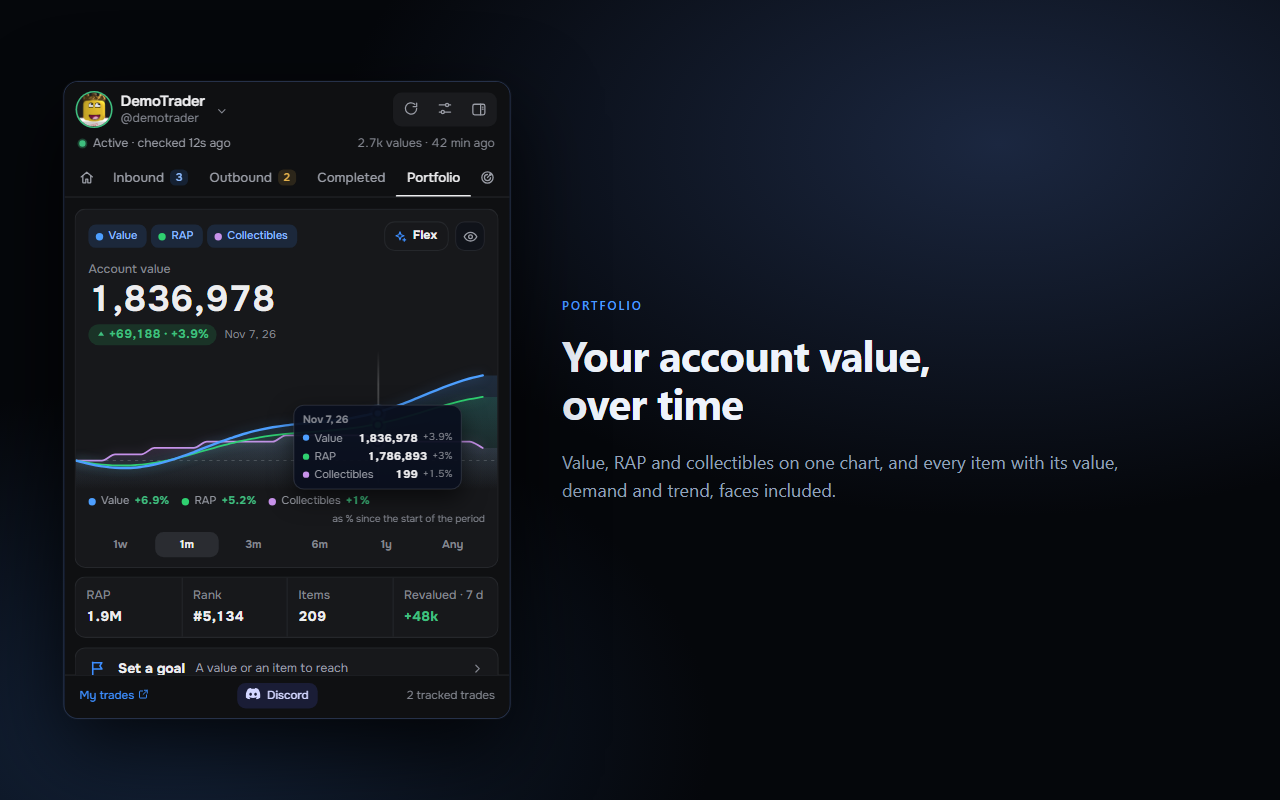 DemoTrader
@demotrader
Active · checked 12s ago
2.7k values · 42 min ago
Inbound 3 Outbound 2 Completed Portfolio
Value RAP Collectibles Flex
Account value
1,836,978
+69,188 · +3.9% Nov 7, 26
Nov 7, 26
Value 1,836,978 +3.9%
RAP 1,786,893 +3%
Collectibles 199 +1.5%
Value +6.9% RAP +5.2% Collectibles +1%
as % since the start of the period
1w 1m 3m 6m 1y Any
RAP Rank Items Revalued · 7 d
1.9M #5,134 209 +48k
Set a goal A value or an item to reach
My trades Discord 2 tracked trades
PORTFOLIO
Your account value,
over time
Value, RAP and collectibles on one chart, and every item with its value,
demand and trend, faces included.